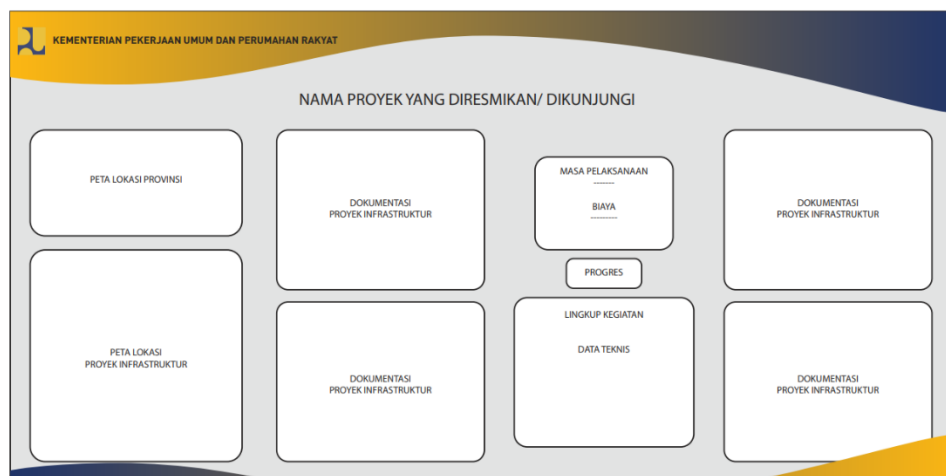 KEMENTERIAN PEKERJAAN UMUM DAN PERUMAHAN RAKYAT
NAMA PROYEK YANG DIRESMIKAN/ DIKUNJUNGI
PETA LOKASI PROVINSI
PETA LOKASI
PROYEK INFRASTRUKTUR
DOKUMENTASI
PROYEK INFRASTRUKTUR
DOKUMENTASI
PROYEK INFRASTRUKTUR
MASA PELAKSANAAN
-------
BIAYA
---------
PROGRES
LINGKUP KEGIATAN
DATA TEKNIS
DOKUMENTASI
PROYEK INFRASTRUKTUR
DOKUMENTASI
PROYEK INFRASTRUKTUR